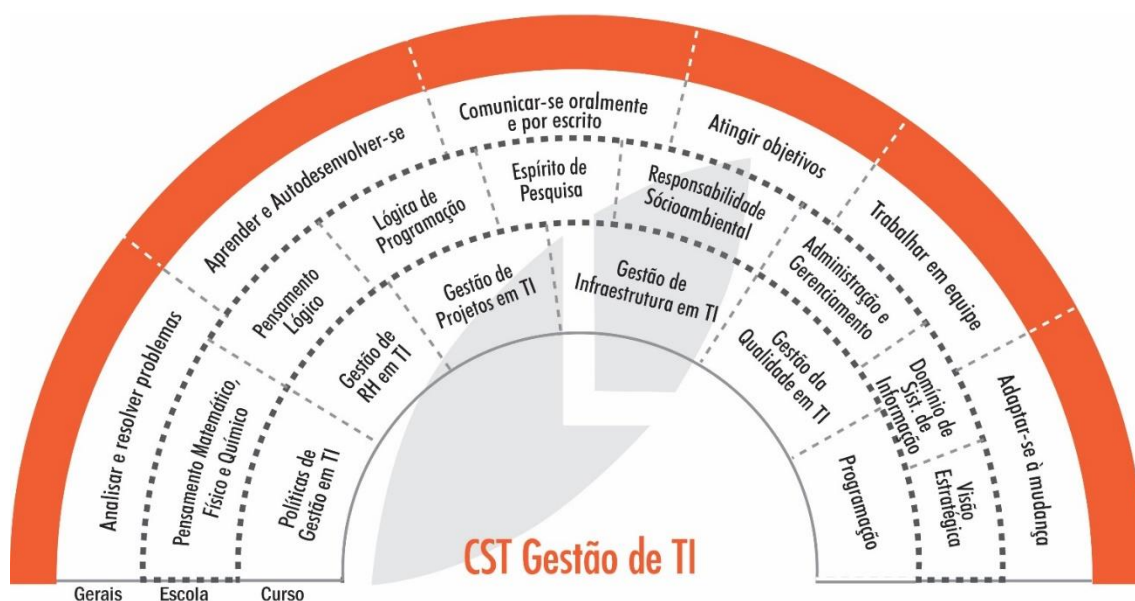 Analisar e resolver problemas
Aprender e Autodesenvolver-se
Comunicar-se oralmente
e por escrito
Atingir objetivos
Trabalhar em equipe
Adaptar-se à mudança
Pensamento Matemático,
Físico e Químico
Pensamento
Lógico
Lógica de
Programação
Espírito de
Pesquisa
Responsabilidade
Sócioambiental
Administração e
Gerenciamento
Domínio de
Sist. de
Informação
Visão
Estratégica
Políticas de
Gestão em TI
Gestão de
RH em TI
Gestão de
Projetos em TI
Gestão de
Infraestrutura em TI
Gestão da
Qualidade em TI
Programação
CST Gestão de TI
Gerais
Escola
Curso